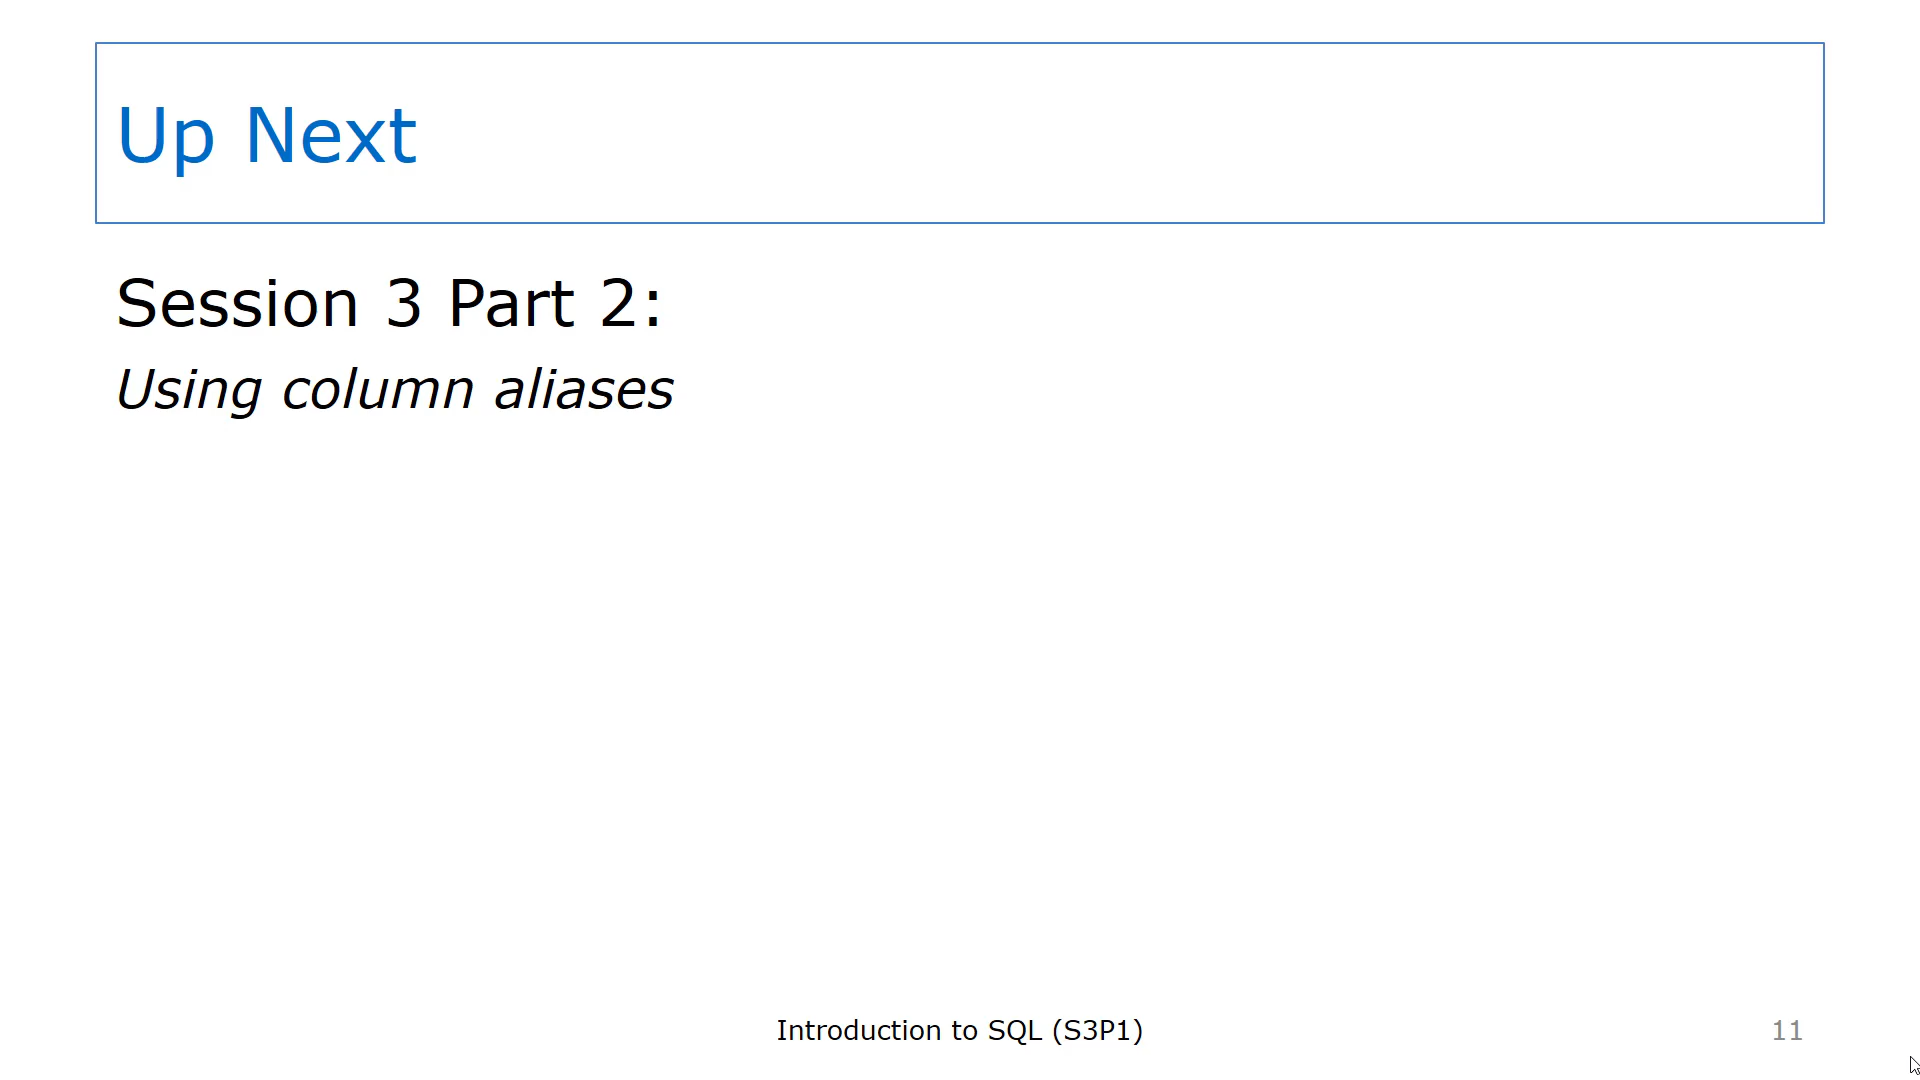 Up Next
Session 3 Part 2:
Using column aliases
Introduction to SQL (S3P1)
11